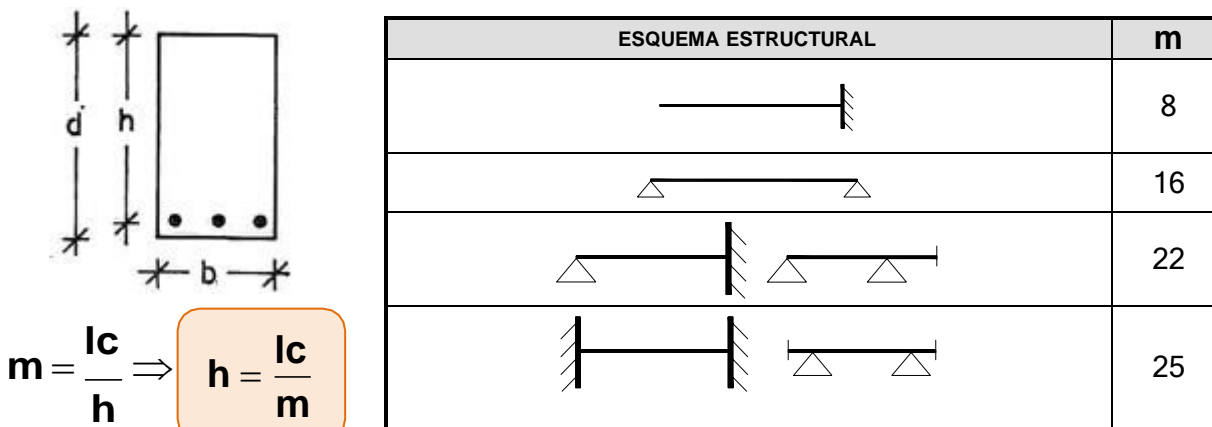 d h
b
m = lc / h ⇒ h = lc / m
ESQUEMA ESTRUCTURAL m
8
16
22
25